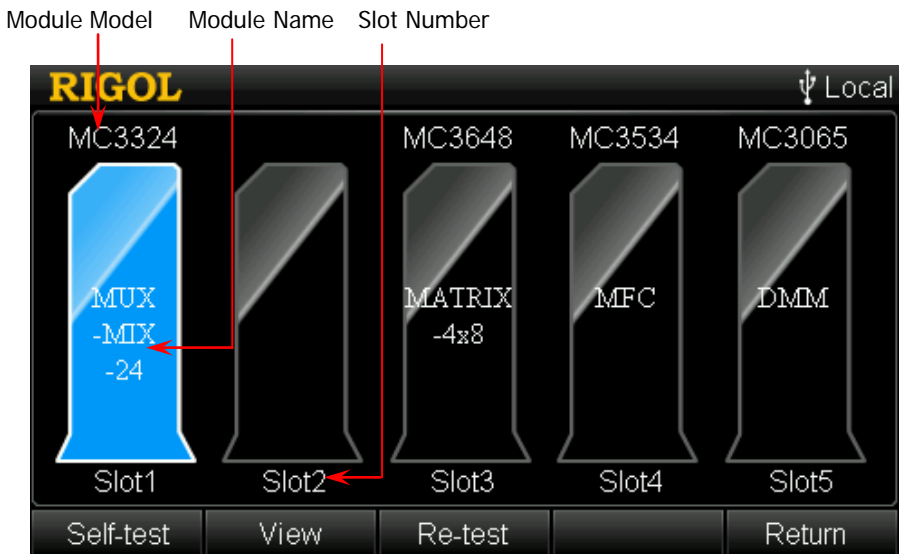 Module Model Module Name Slot Number
RIGOL Local
MC3324 MC3648 MC3534 MC3065
MUX
-MIX
-24
MATRIX
-4x8
MFC
DMM
Slot1 Slot2 Slot3 Slot4 Slot5
Self-test View Re-test Return